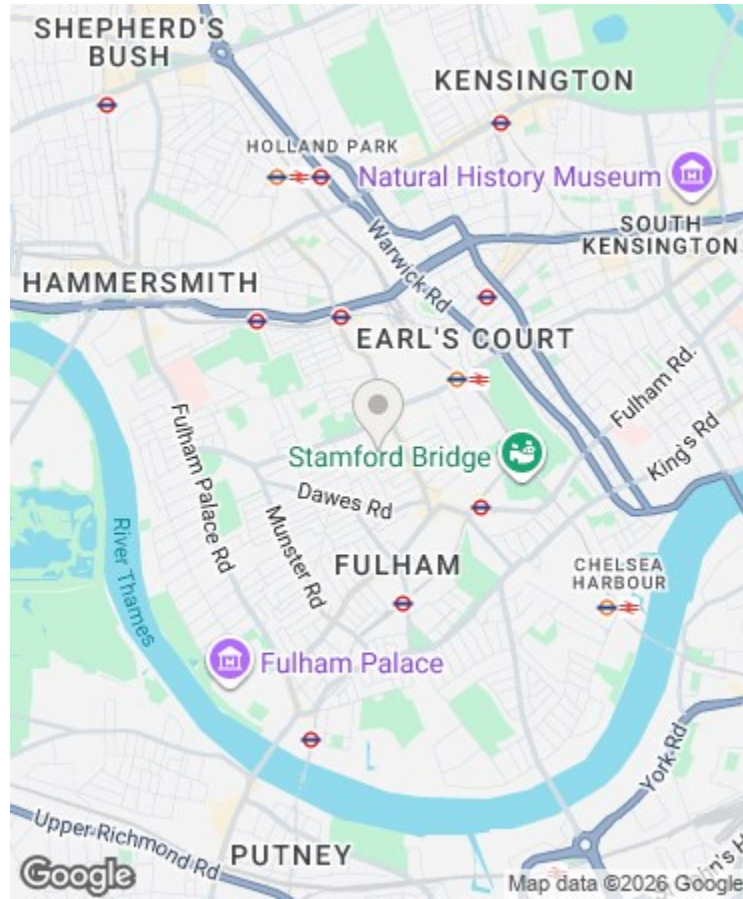 SHEPHERD'S
BUSH
KENSINGTON
HOLLAND PARK
Natural History Museum
SOUTH
KENSINGTON
Warwick Rd
HAMMERSMITH
EARL'S COURT
Fulham Rd.
King's Rd
Fulham Palace Rd
Stamford Bridge
Dawes Rd
Munster Rd
River Thames
FULHAM
CHELSEA
HARBOUR
Fulham Palace
York Rd
Upper Richmond Rd
PUTNEY
Google
Map data ©2026 Google